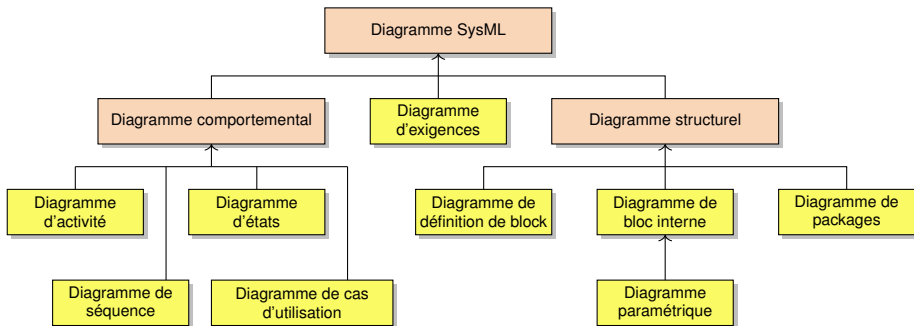 Diagramme SysML
Diagramme comportemental
Diagramme
d'exigences
Diagramme structurel
Diagramme
d'activité
Diagramme
d'états
Diagramme de
définition de block
Diagramme de
bloc interne
Diagramme de
packages
Diagramme de
séquence
Diagramme de cas
d'utilisation
Diagramme
paramétrique